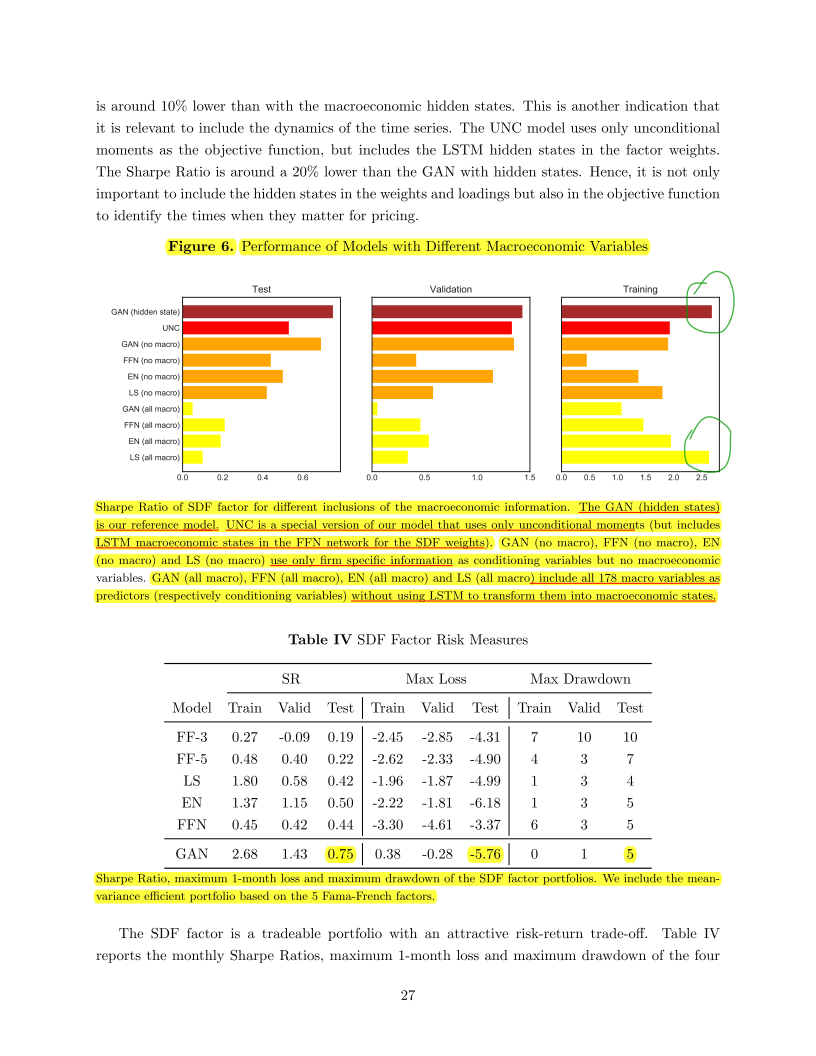 is around 10% lower than with the macroeconomic hidden states. This is another indication that
it is relevant to include the dynamics of the time series. The UNC model uses only unconditional
moments as the objective function, but includes the LSTM hidden states in the factor weights.
The Sharpe Ratio is around a 20% lower than the GAN with hidden states. Hence, it is not only
important to include the hidden states in the weights and loadings but also in the objective function
to identify the times when they matter for pricing.
Figure 6. Performance of Models with Different Macroeconomic Variables
Test Validation Training
GAN (hidden state)
UNC
GAN (no macro)
FFN (no macro)
EN (no macro)
LS (no macro)
GAN (all macro)
FFN (all macro)
EN (all macro)
LS (all macro)
0.0 0.2 0.4 0.6 0.0 0.5 1.0 1.5 0.0 0.5 1.0 1.5 2.0 2.5
Sharpe Ratio of SDF factor for different inclusions of the macroeconomic information. The GAN (hidden states)
is our reference model. UNC is a special version of our model that uses only unconditional moments (but includes
LSTM macroeconomic states in the FFN network for the SDF weights). GAN (no macro), FFN (no macro), EN
(no macro) and LS (no macro) use only firm specific information as conditioning variables but no macroeconomic
variables. GAN (all macro), FFN (all macro), EN (all macro) and LS (all macro) include all 178 macro variables as
predictors (respectively conditioning variables) without using LSTM to transform them into macroeconomic states.
Table IV SDF Factor Risk Measures
SR Max Loss Max Drawdown
Model Train Valid Test Train Valid Test Train Valid Test
FF-3 0.27 -0.09 0.19 -2.45 -2.85 -4.31 7 10 10
FF-5 0.48 0.40 0.22 -2.62 -2.33 -4.90 4 3 7
LS 1.80 0.58 0.42 -1.96 -1.87 -4.99 1 3 4
EN 1.37 1.15 0.50 -2.22 -1.81 -6.18 1 3 5
FFN 0.45 0.42 0.44 -3.30 -4.61 -3.37 6 3 5
GAN 2.68 1.43 0.75 0.38 -0.28 -5.76 0 1 5
Sharpe Ratio, maximum 1-month loss and maximum drawdown of the SDF factor portfolios. We include the mean-
variance efficient portfolio based on the 5 Fama-French factors.
The SDF factor is a tradeable portfolio with an attractive risk-return trade-off. Table IV
reports the monthly Sharpe Ratios, maximum 1-month loss and maximum drawdown of the four
27